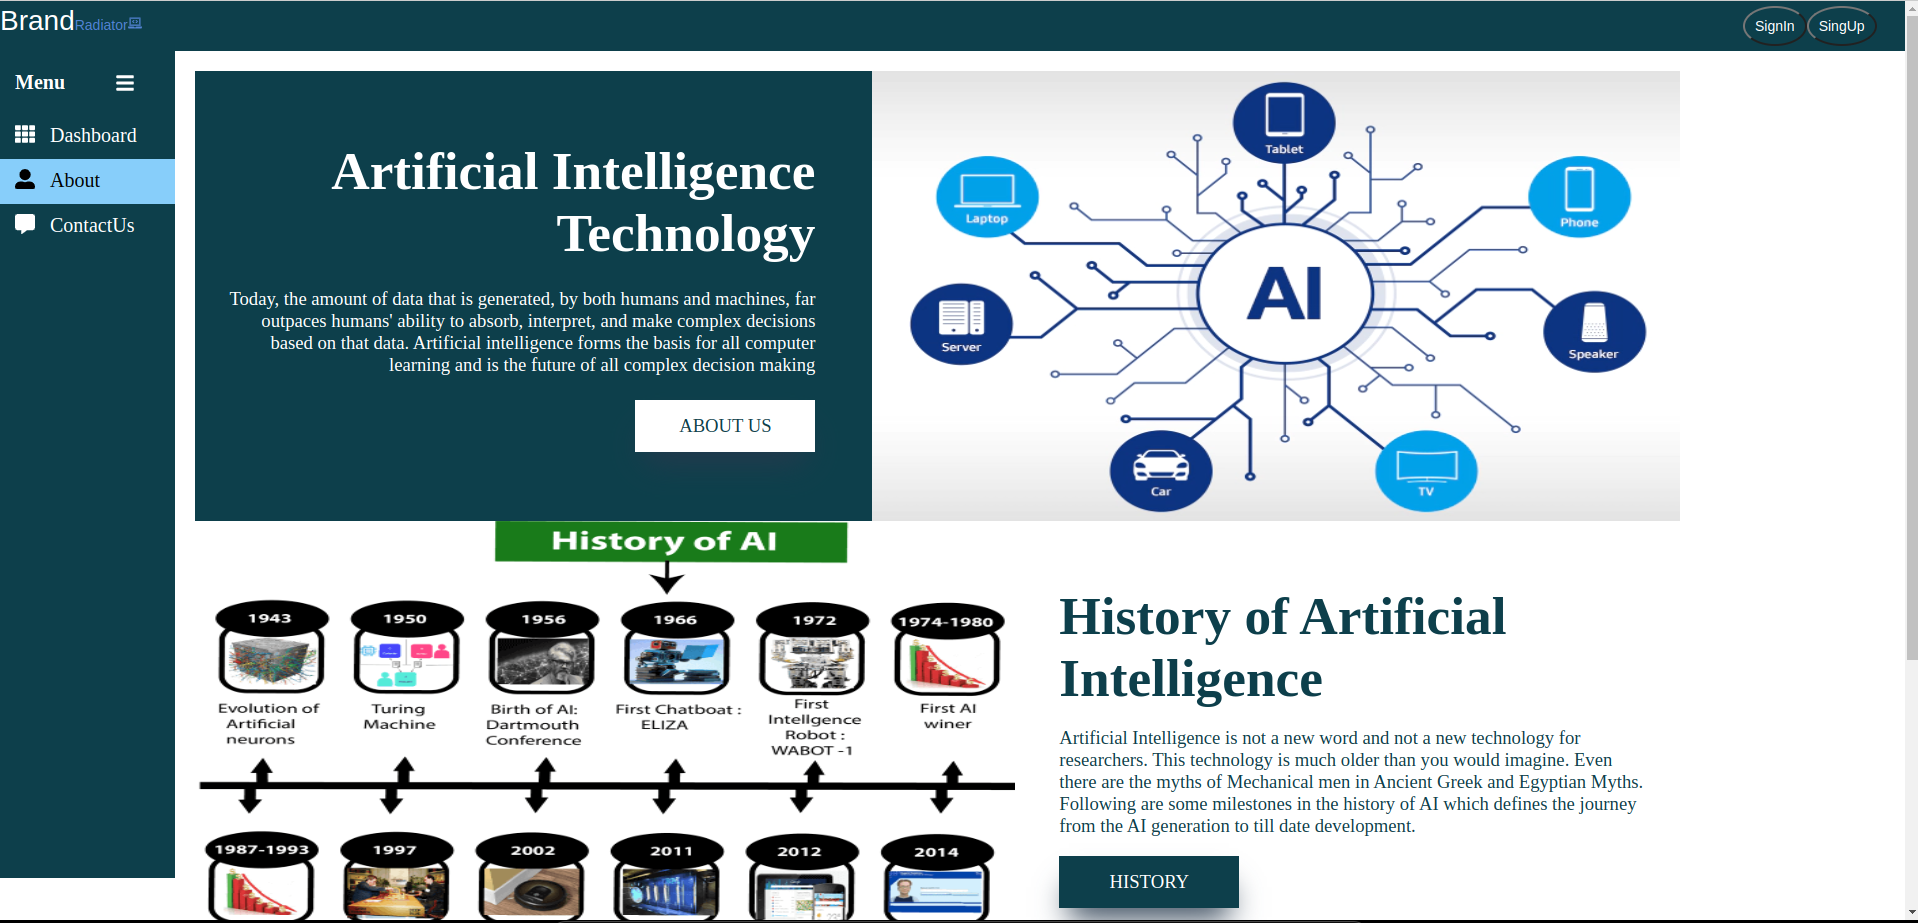 BrandRadiator
SignIn
SingUp
Menu
Dashboard
About
ContactUs
Artificial Intelligence
Technology
Today, the amount of data that is generated, by both humans and machines, far
outpaces humans' ability to absorb, interpret, and make complex decisions
based on that data. Artificial intelligence forms the basis for all computer
learning and is the future of all complex decision making
ABOUT US
Tablet
Laptop
Phone
AI
Server
Speaker
Car
TV
History of AI
1943
1950
1956
1966
1972
1974-1980
Evolution of
Artificial
neurons
Turing
Machine
Birth of AI:
Dartmouth
Conference
First Chatboat :
ELIZA
First
Intellgence
Robot :
WABOT -1
First AI
winer
1987-1993
1997
2002
2011
2012
2014
History of Artificial
Intelligence
Artificial Intelligence is not a new word and not a new technology for
researchers. This technology is much older than you would imagine. Even
there are the myths of Mechanical men in Ancient Greek and Egyptian Myths.
Following are some milestones in the history of AI which defines the journey
from the AI generation to till date development.
HISTORY